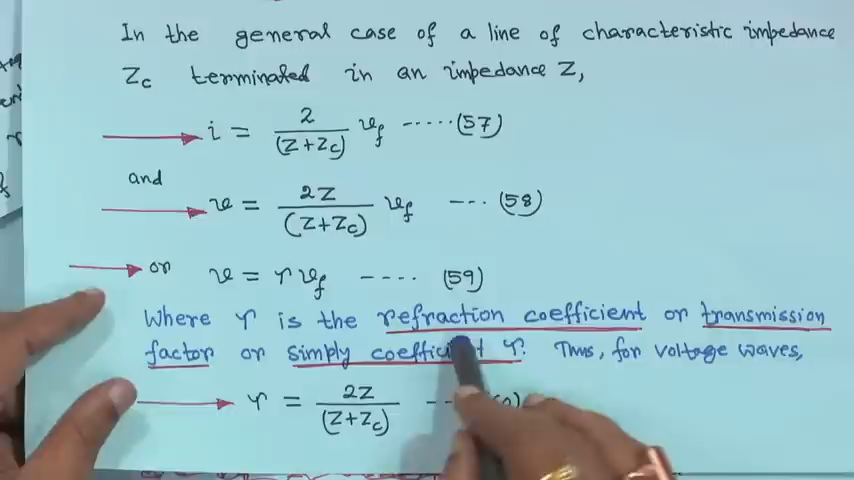 In the general case of a line of characteristic impedance
Zc terminated in an impedance Z,
i = 2/(Z+Zc) vf ----- (57)
and
v = 2Z/(Z+Zc) vf --- (58)
or v = γ vf ---- (59)
Where γ is the refraction coefficient or transmission
factor or simply coefficient γ. Thus, for voltage waves,
γ = 2Z/(Z+Zc)